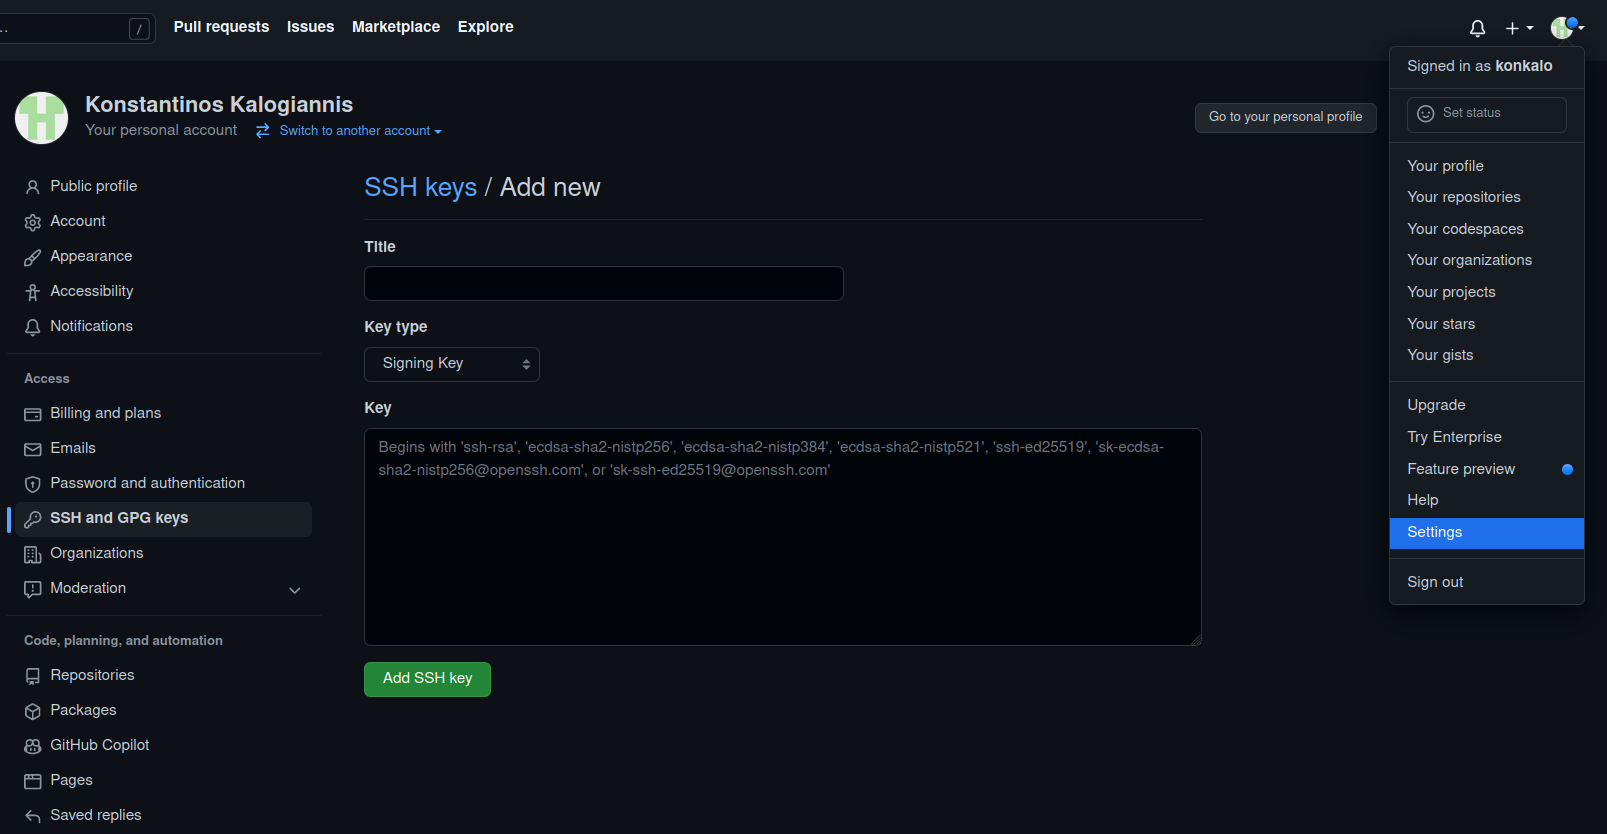 ..
/
Pull requests Issues Marketplace Explore
Signed in as konkalo
Set status
Your profile
Your repositories
Your codespaces
Your organizations
Your projects
Your stars
Your gists
Upgrade
Try Enterprise
Feature preview
Help
Settings
Sign out
Konstantinos Kalogiannis
Your personal account Switch to another account
Go to your personal profile
Public profile
Account
Appearance
Accessibility
Notifications
Access
Billing and plans
Emails
Password and authentication
SSH and GPG keys
Organizations
Moderation
Code, planning, and automation
Repositories
Packages
GitHub Copilot
Pages
Saved replies
SSH keys / Add new
Title
Key type
Signing Key
Key
Begins with 'ssh-rsa', 'ecdsa-sha2-nistp256', 'ecdsa-sha2-nistp384', 'ecdsa-sha2-nistp521', 'ssh-ed25519', 'sk-ecdsa-
sha2-nistp256@openssh.com', or 'sk-ssh-ed25519@openssh.com'
Add SSH key